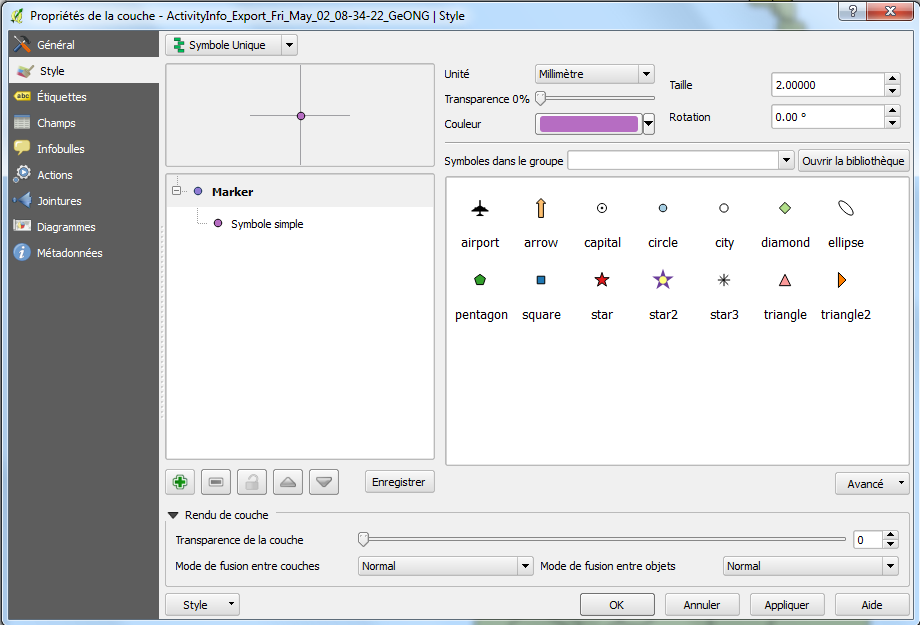 Propriétés de la couche - ActivityInfo_Export_Fri_May_02_08-34-22_GeONG | Style
?
Général
Style
abc Étiquettes
Champs
Infobulles
Actions
Jointures
Diagrammes
Métadonnées
Symbole Unique
Unité
Millimètre
Taille
2.00000
Transparence 0%
Couleur
Rotation
0.00 °
Symboles dans le groupe
Ouvrir la bibliothèque
Marker
Symbole simple
airport arrow capital circle city diamond ellipse
pentagon square star star2 star3 triangle triangle2
Enregistrer
Avancé
Rendu de couche
Transparence de la couche
0
Mode de fusion entre couches
Normal
Mode de fusion entre objets
Normal
Style
OK
Annuler
Appliquer
Aide